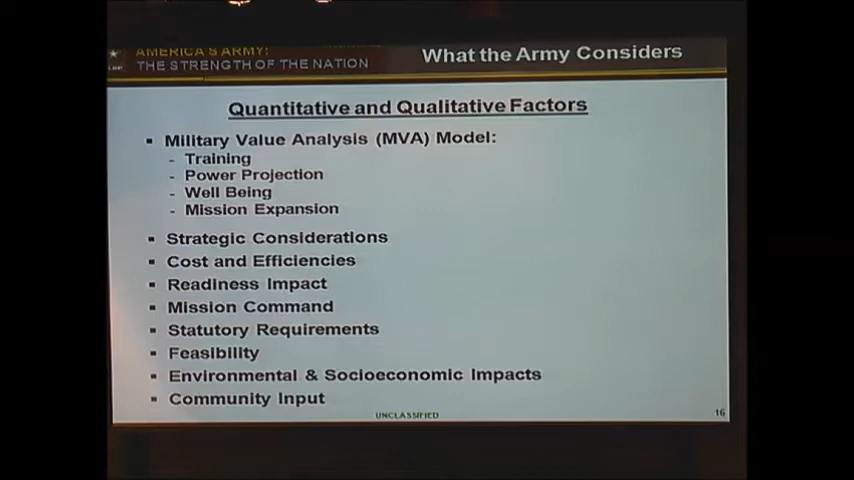 AMERICA'S ARMY:
THE STRENGTH OF THE NATION
What the Army Considers
Quantitative and Qualitative Factors
▪ Military Value Analysis (MVA) Model:
- Training
- Power Projection
- Well Being
- Mission Expansion
▪ Strategic Considerations
▪ Cost and Efficiencies
▪ Readiness Impact
▪ Mission Command
▪ Statutory Requirements
▪ Feasibility
▪ Environmental & Socioeconomic Impacts
▪ Community Input
UNCLASSIFIED
16